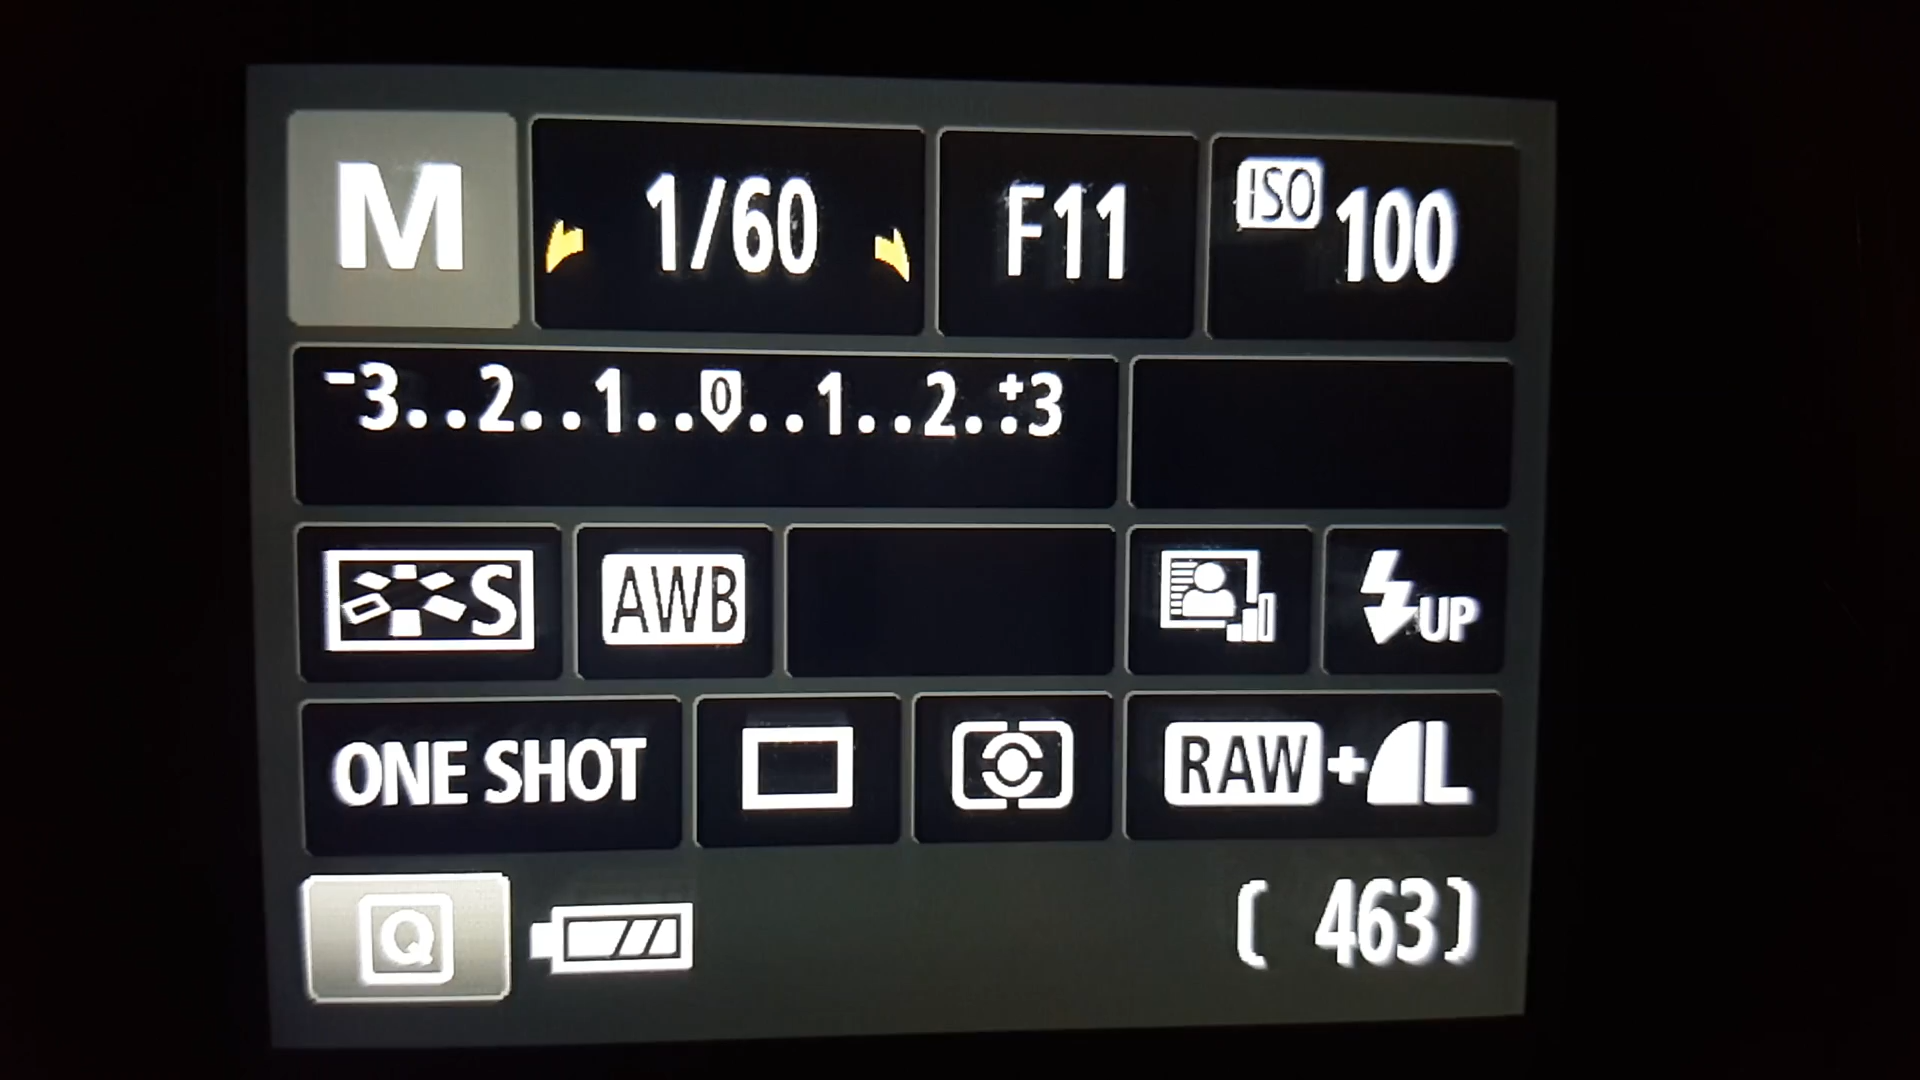 M 1/60 F11 ISO 100
-3..2..1..0..1..2..+3
S AWB UP
ONE SHOT RAW+L
Q (463)